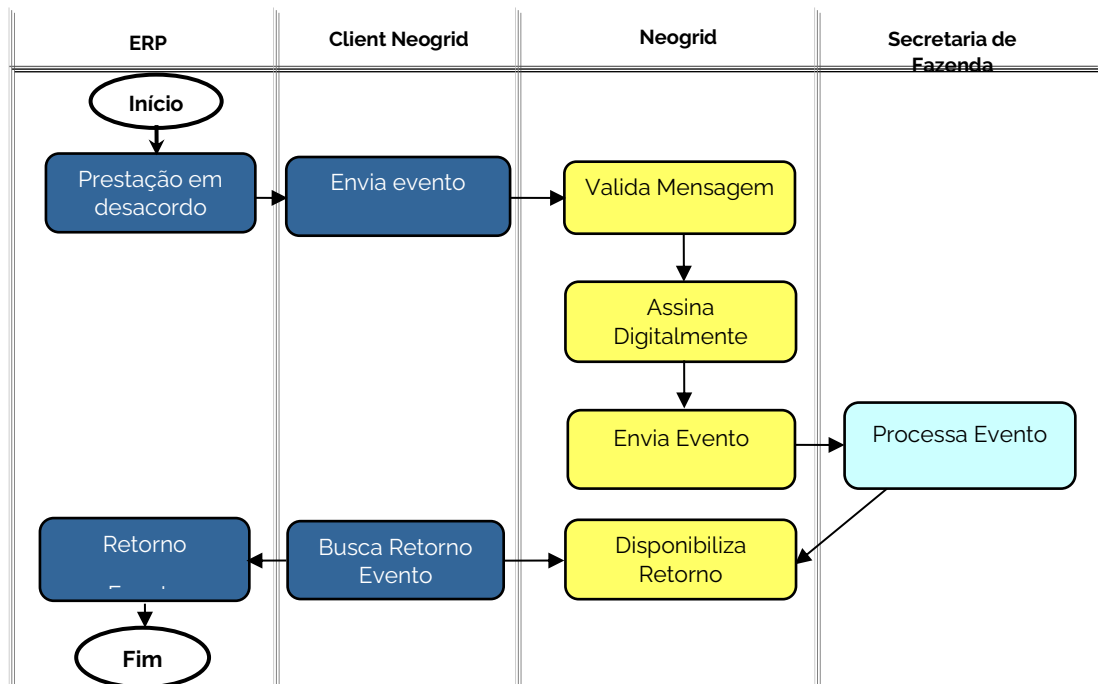 ERP
Client Neogrid
Neogrid
Secretaria de
Fazenda
Início
Prestação em
desacordo
Envia evento
Valida Mensagem
Assina
Digitalmente
Envia Evento
Processa Evento
Retorno
Busca Retorno
Evento
Disponibiliza
Retorno
Fim